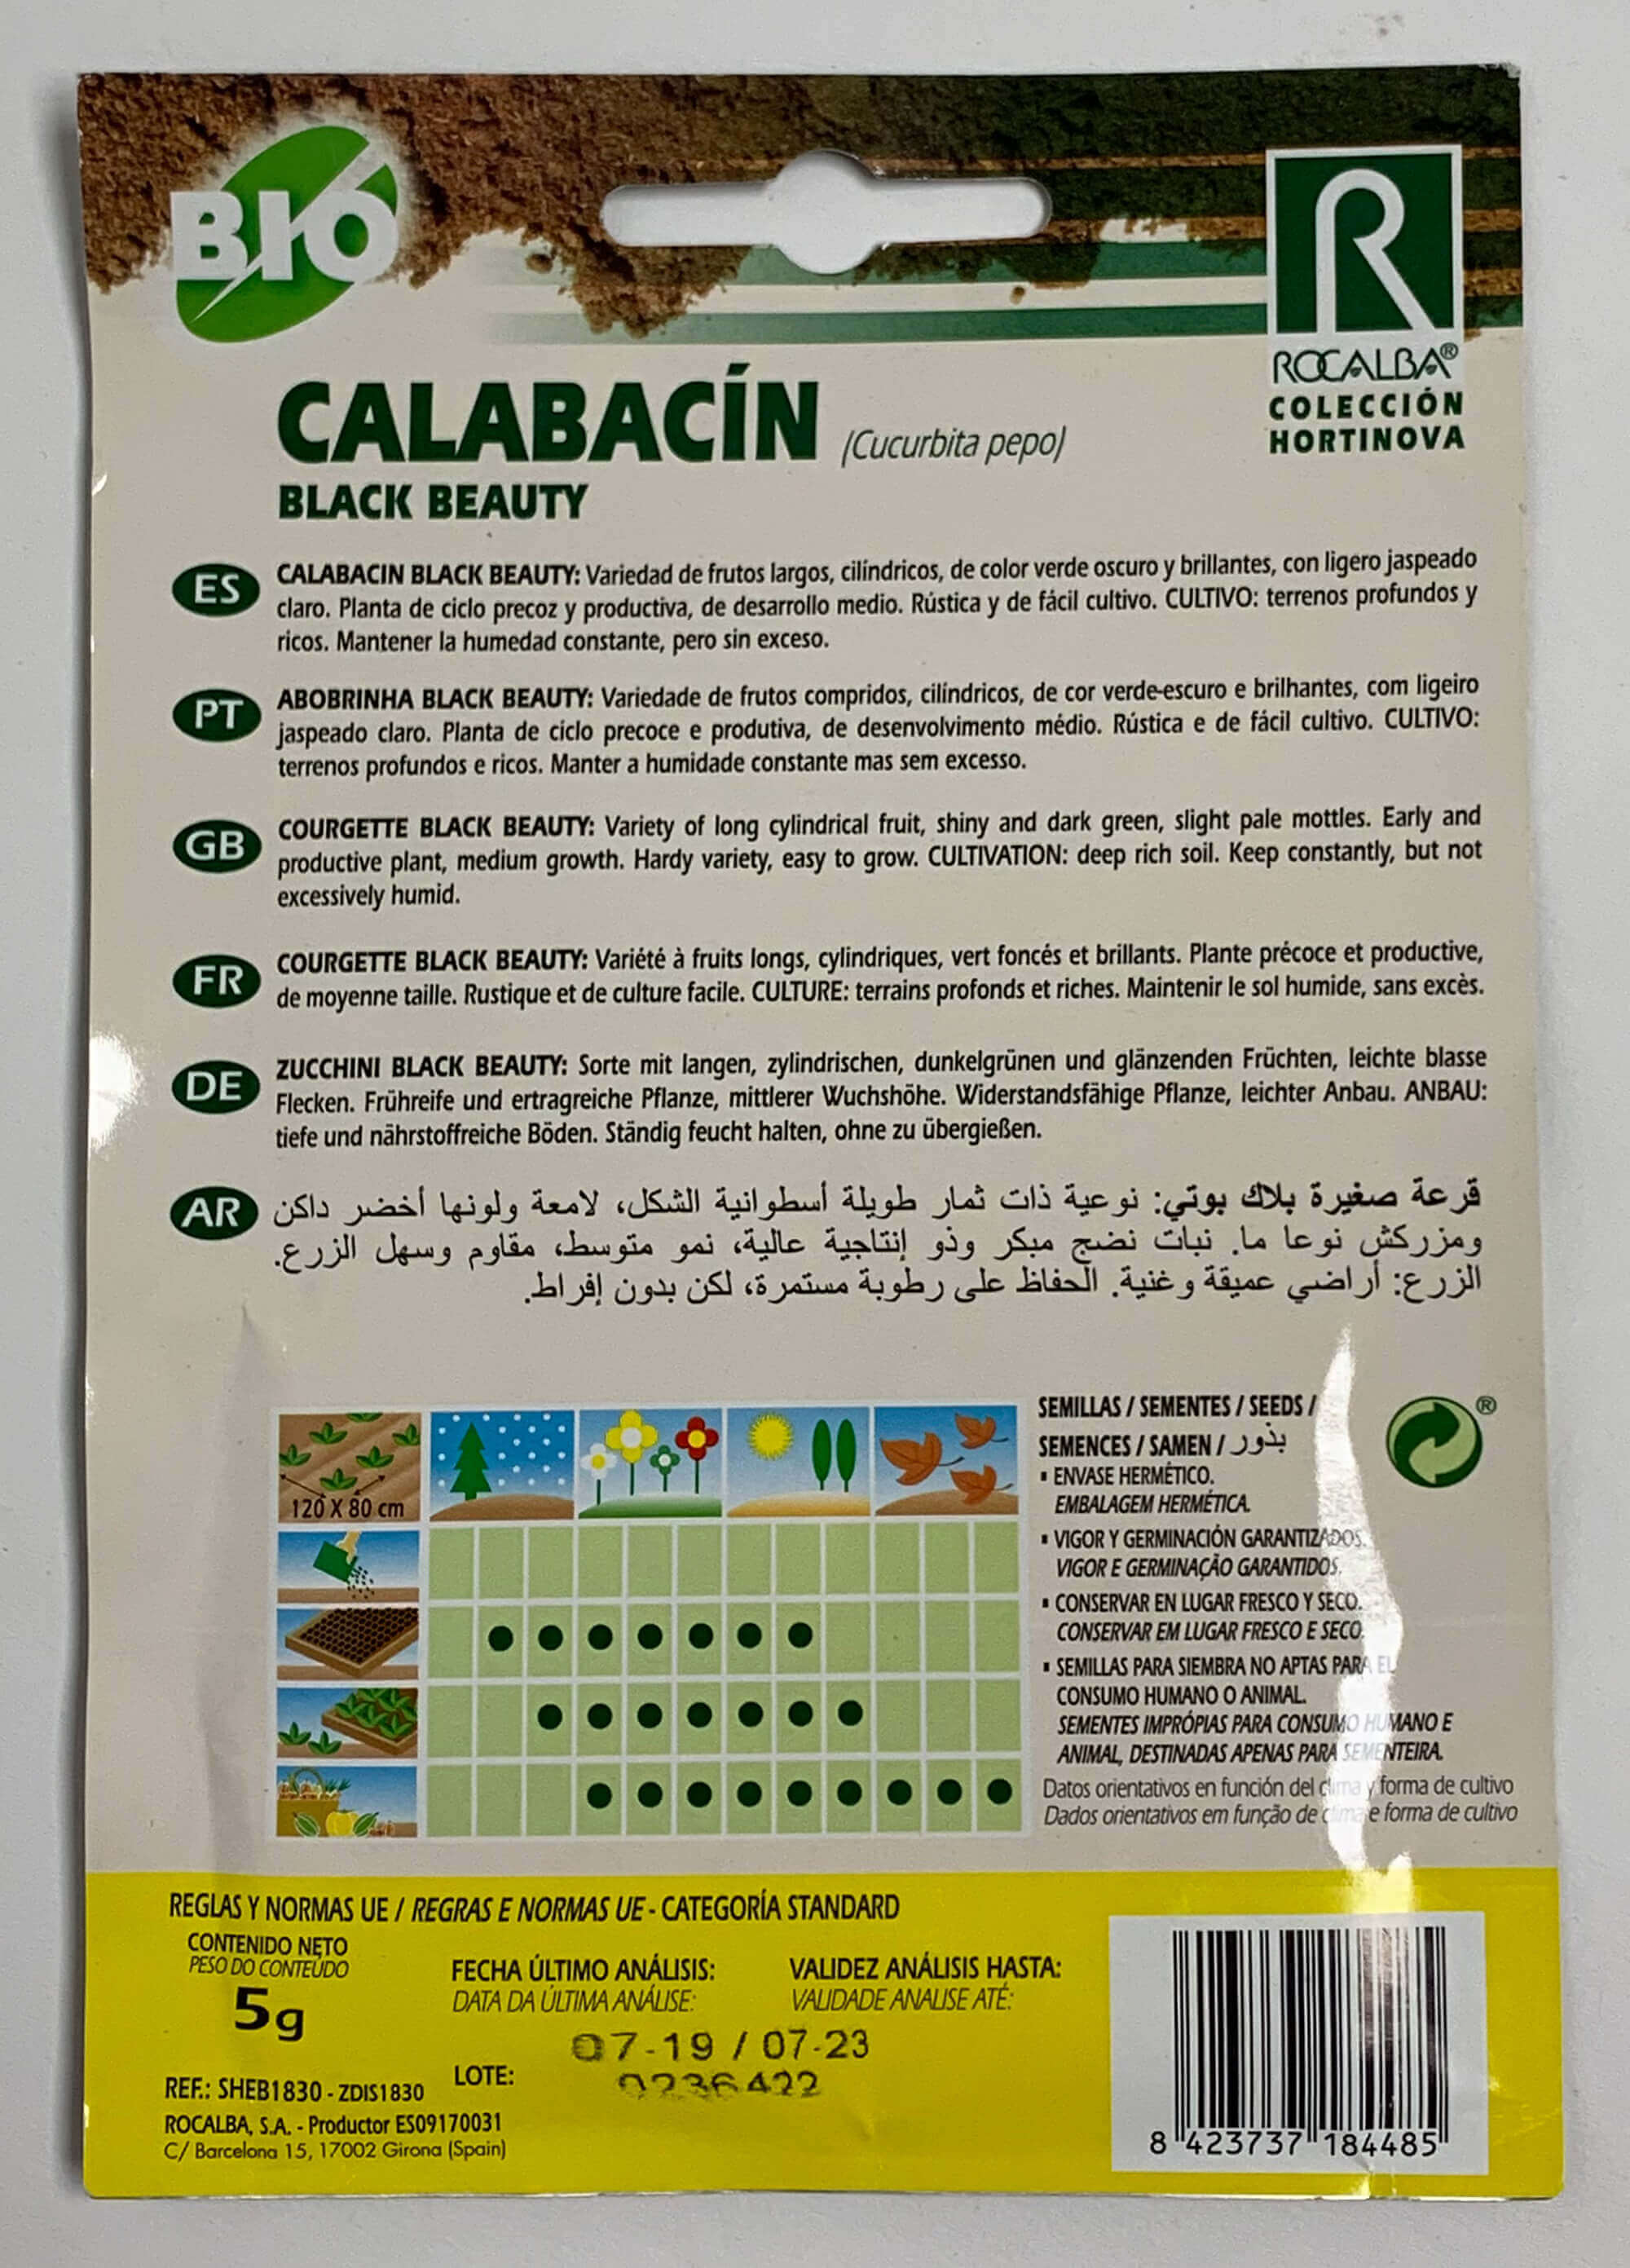 BIÓ
R
ROCALBA®
COLECCIÓN
HORTINOVA
CALABACÍN (Cucurbita pepo)
BLACK BEAUTY
ES
CALABACIN BLACK BEAUTY: Variedad de frutos largos, cilíndricos, de color verde oscuro y brillantes, con ligero jaspeado
claro. Planta de ciclo precoz y productiva, de desarrollo medio. Rústica y de fácil cultivo. CULTIVO: terrenos profundos y
ricos. Mantener la humedad constante, pero sin exceso.
PT
ABOBRINHA BLACK BEAUTY: Variedade de frutos compridos, cilíndricos, de cor verde-escuro e brilhantes, com ligeiro
jaspeado claro. Planta de ciclo precoce e produtiva, de desenvolvimento médio. Rústica e de fácil cultivo. CULTIVO:
terrenos profundos e ricos. Manter a humidade constante mas sem excesso.
GB
COURGETTE BLACK BEAUTY: Variety of long cylindrical fruit, shiny and dark green, slight pale mottles. Early and
productive plant, medium growth. Hardy variety, easy to grow. CULTIVATION: deep rich soil. Keep constantly, but not
excessively humid.
FR
COURGETTE BLACK BEAUTY: Variété à fruits longs, cylindriques, vert foncés et brillants. Plante précoce et productive,
de moyenne taille. Rustique et de culture facile. CULTURE: terrains profonds et riches. Maintenir le sol humide, sans excès.
DE
ZUCCHINI BLACK BEAUTY: Sorte mit langen, zylindrischen, dunkelgrünen und glänzenden Früchten, leichte blasse
Flecken. Frühreife und ertragreiche Pflanze, mittlerer Wuchshöhe. Widerstandsfähige Pflanze, leichter Anbau. ANBAU:
tiefe und nährstoffreiche Böden. Ständig feucht halten, ohne zu übergießen.
AR
قرعة صغيرة بلاك بوتي: نوعية ذات ثمار طويلة أسطوانية الشكل، لامعة ولونها أخضر داكن
ومزركش نوعا ما. نبات نضج مبكر وذو إنتاجية عالية، نمو متوسط، مقاوم وسهل الزرع.
الزرع: أراضي عميقة وغنية. الحفاظ على رطوبة مستمرة، لكن بدون إفراط.
120 X 80 cm
SEMILLAS / SEMENTES / SEEDS /
SEMENCES / SAMEN / بذور
▪ ENVASE HERMÉTICO.
EMBALAGEM HERMÉTICA.
▪ VIGOR Y GERMINACIÓN GARANTIZADOS.
VIGOR E GERMINAÇÃO GARANTIDOS.
▪ CONSERVAR EN LUGAR FRESCO Y SECO.
CONSERVAR EM LUGAR FRESCO E SECO.
▪ SEMILLAS PARA SIEMBRA NO APTAS PARA EL
CONSUMO HUMANO O ANIMAL.
SEMENTES IMPRÓPIAS PARA CONSUMO HUMANO E
ANIMAL, DESTINADAS APENAS PARA SEMENTEIRA.
Datos orientativos en función del clima y forma de cultivo
Dados orientativos em função de clima e forma de cultivo
®
REGLAS Y NORMAS UE / REGRAS E NORMAS UE - CATEGORÍA STANDARD
CONTENIDO NETO
PESO DO CONTEÚDO
5g
FECHA ÚLTIMO ANÁLISIS:
DATA DA ÚLTIMA ANÁLISE:
VALIDEZ ANÁLISIS HASTA:
VALIDADE ANALISE ATÉ:
07-19 / 07-23
LOTE: 0236422
REF.: SHEB1830 - ZDIS1830
ROCALBA, S.A. - Productor ES09170031
C/ Barcelona 15, 17002 Girona (Spain)
8 423737 184485